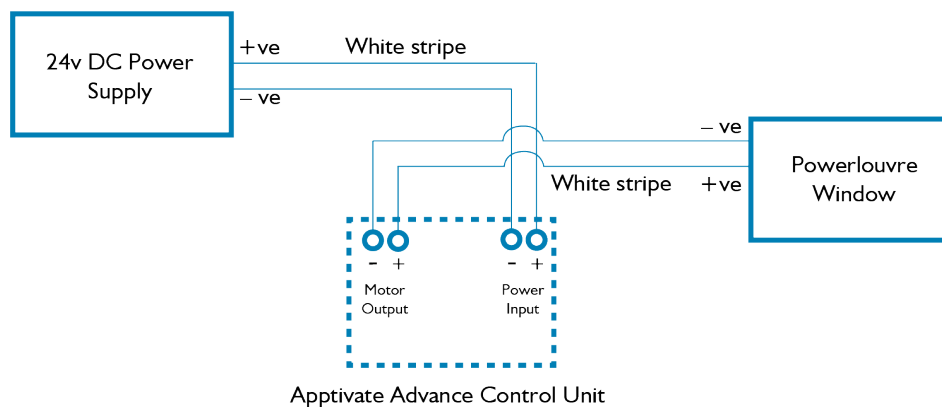 24v DC Power
Supply
+ve
White stripe
– ve
– ve
Powerlouvre
Window
White stripe
+ve
- +
- +
Motor
Output
Power
Input
Apptivate Advance Control Unit